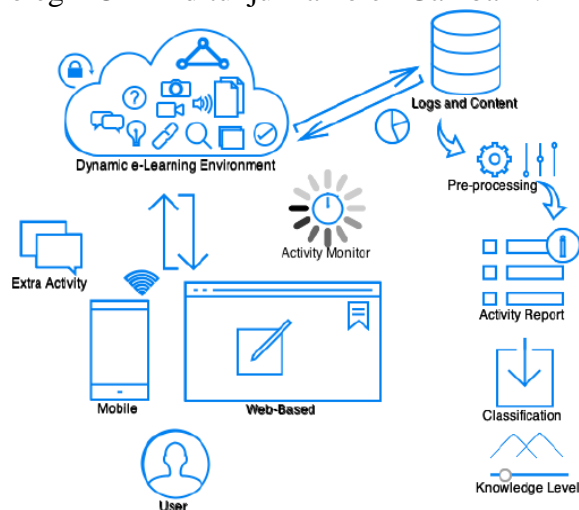 Logs and Content
Dynamic e-Learning Environment
Pre-processing
Activity Monitor
Extra Activity
Activity Report
Mobile
Web-Based
Classification
Knowledge Level
User